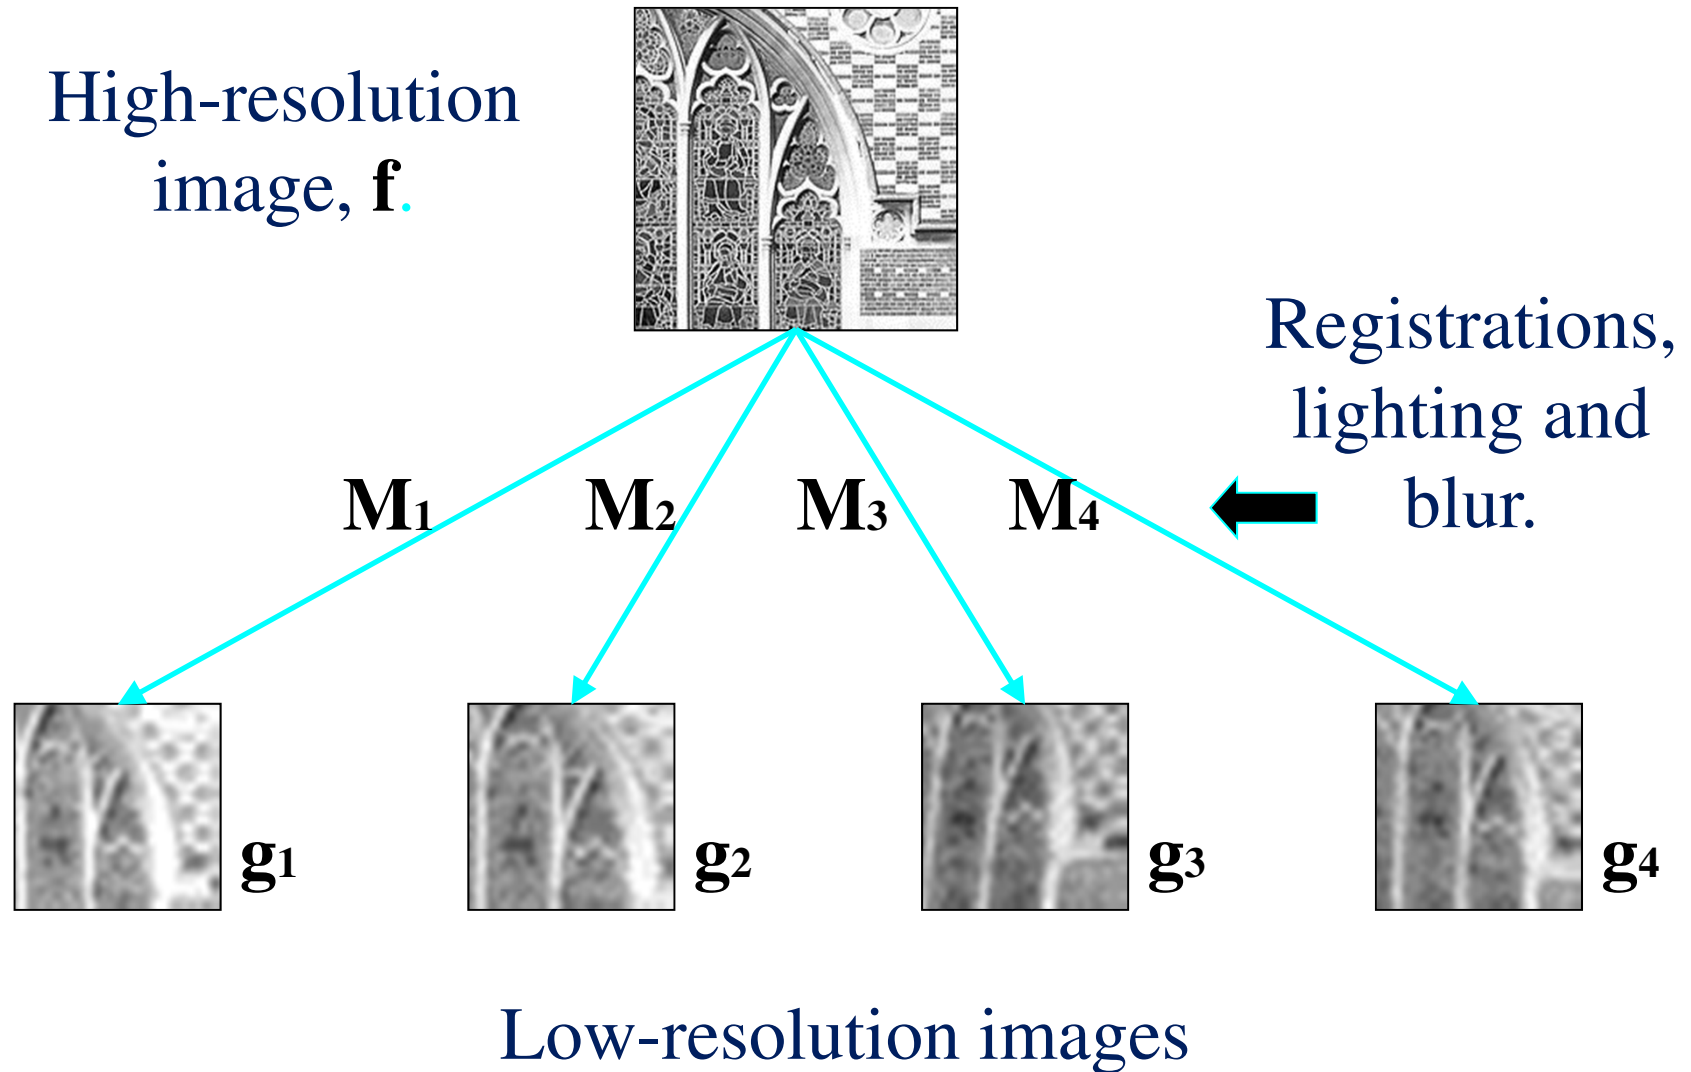 High-resolution
image, f.
Registrations,
lighting and
blur.
M1 M2 M3 M4
g1 g2 g3 g4
Low-resolution images